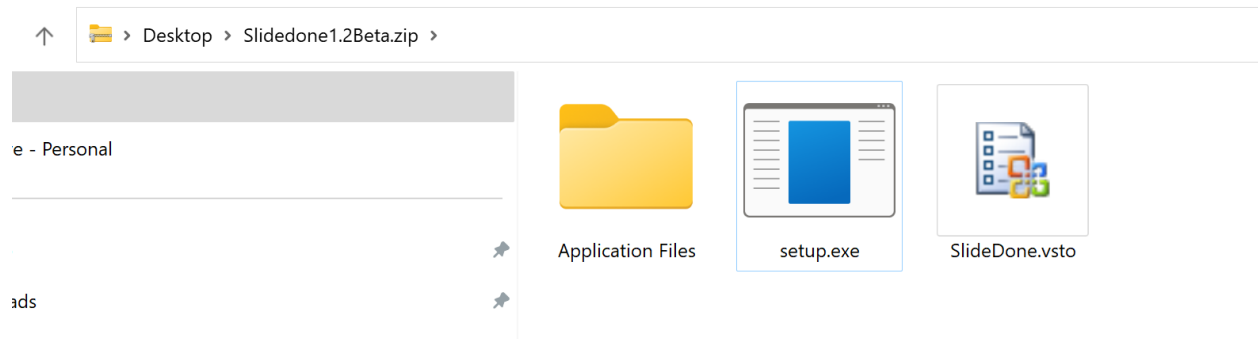 Desktop > Slidedone1.2Beta.zip >
e - Personal
ads
Application Files
setup.exe
SlideDone.vsto